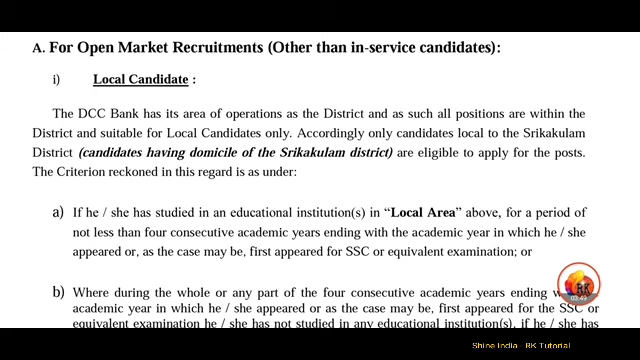 A. For Open Market Recruitments (Other than in-service candidates):
i) Local Candidate :
The DCC Bank has its area of operations as the District and as such all positions are within the
District and suitable for Local Candidates only. Accordingly only candidates local to the Srikakulam
District (candidates having domicile of the Srikakulam district) are eligible to apply for the posts.
The Criterion reckoned in this regard is as under:
a) If he / she has studied in an educational institution(s) in “Local Area” above, for a period of
not less than four consecutive academic years ending with the academic year in which he / she
appeared or, as the case may be, first appeared for SSC or equivalent examination; or
b) Where during the whole or any part of the four consecutive academic years ending
academic year in which he / she appeared or as the case may be, first appeared for the SSC or
equivalent examination he / she has not studied in any educational institution(s), if he / she has
RK
03:49
Shine India - RK Tutorial